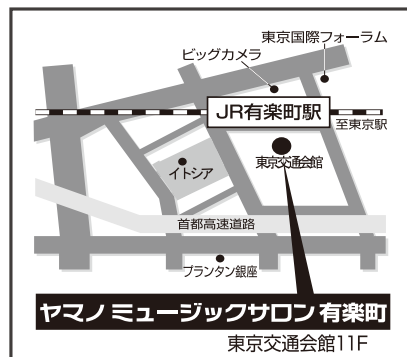 東京国際フォーラム
ビッグカメラ
JR有楽町駅
至東京駅
東京交通会館
イトシア
首都高速道路
プランタン銀座
ヤマノ ミュージックサロン 有楽町
東京交通会館11F